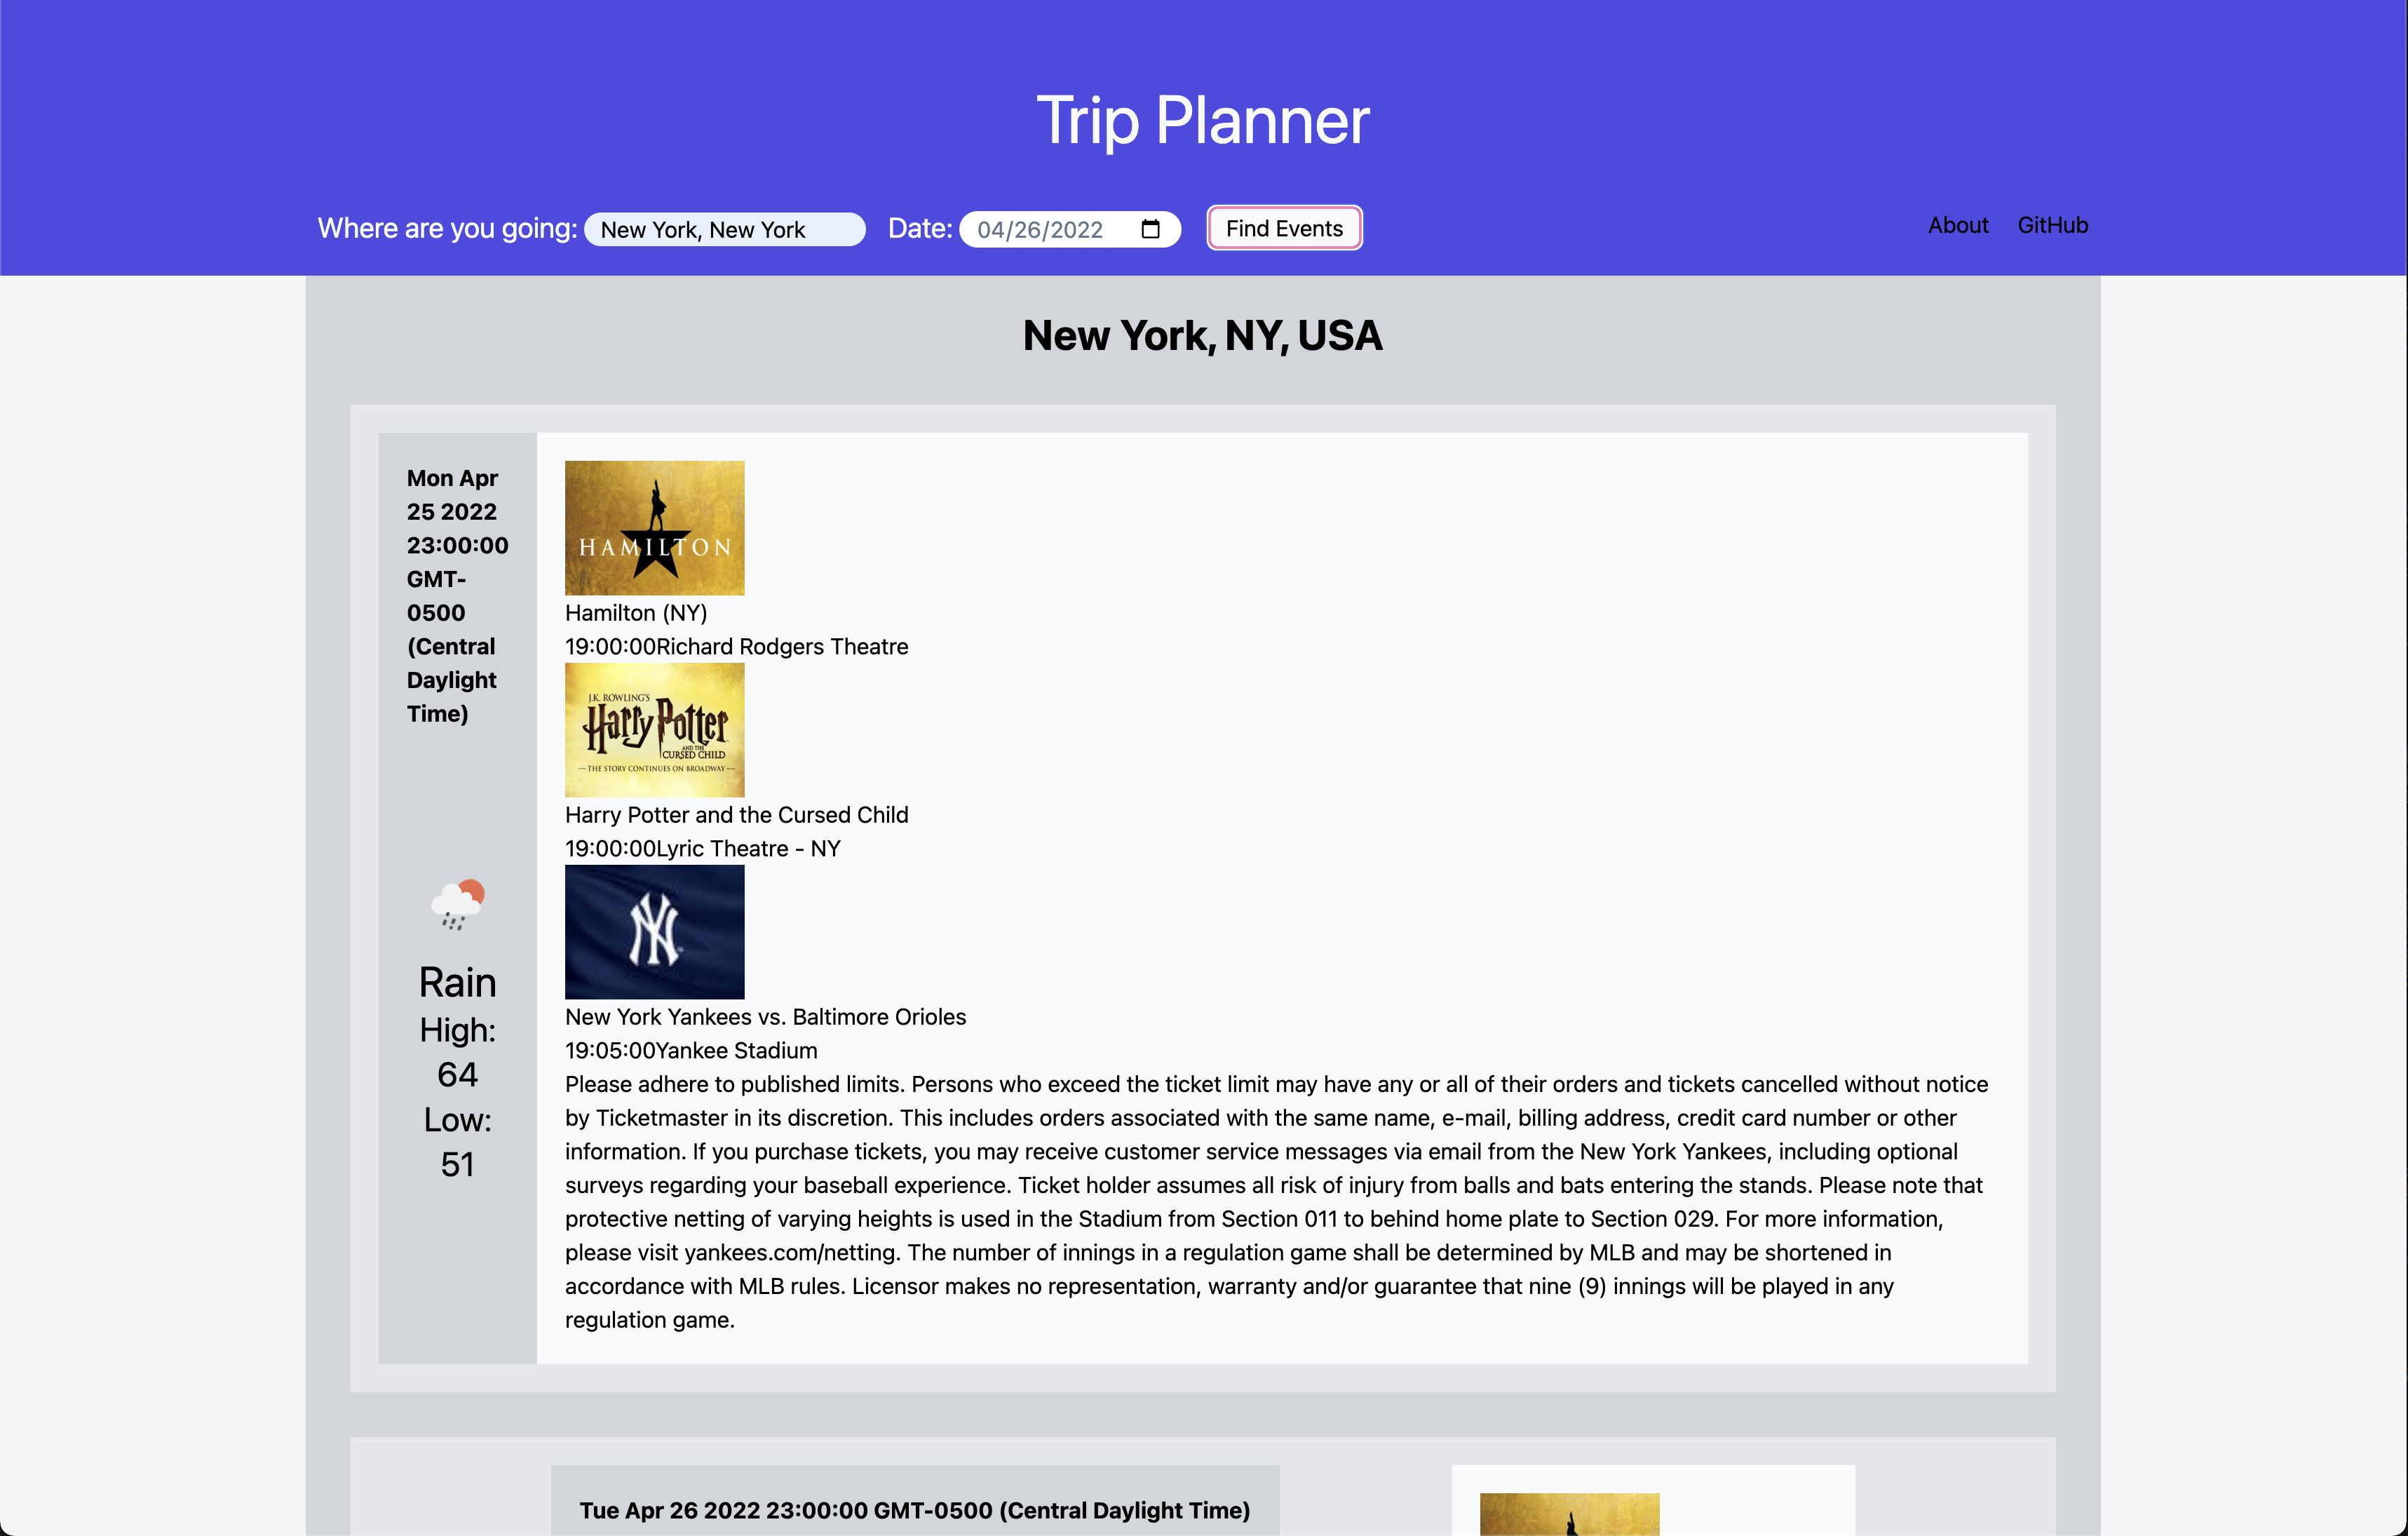 Trip Planner
Where are you going: New York, New York Date: 04/26/2022 Find Events About GitHub
New York, NY, USA
Mon Apr
25 2022
23:00:00
GMT-
0500
(Central
Daylight
Time)
Rain
High:
64
Low:
51
HAMILTON
Hamilton (NY)
19:00:00Richard Rodgers Theatre
J.K. ROWLING'S
Harry Potter
AND THE
CURSED CHILD
THE STORY CONTINUES ON BROADWAY
Harry Potter and the Cursed Child
19:00:00Lyric Theatre - NY
NY
New York Yankees vs. Baltimore Orioles
19:05:00Yankee Stadium
Please adhere to published limits. Persons who exceed the ticket limit may have any or all of their orders and tickets cancelled without notice
by Ticketmaster in its discretion. This includes orders associated with the same name, e-mail, billing address, credit card number or other
information. If you purchase tickets, you may receive customer service messages via email from the New York Yankees, including optional
surveys regarding your baseball experience. Ticket holder assumes all risk of injury from balls and bats entering the stands. Please note that
protective netting of varying heights is used in the Stadium from Section 011 to behind home plate to Section 029. For more information,
please visit yankees.com/netting. The number of innings in a regulation game shall be determined by MLB and may be shortened in
accordance with MLB rules. Licensor makes no representation, warranty and/or guarantee that nine (9) innings will be played in any
regulation game.
Tue Apr 26 2022 23:00:00 GMT-0500 (Central Daylight Time)